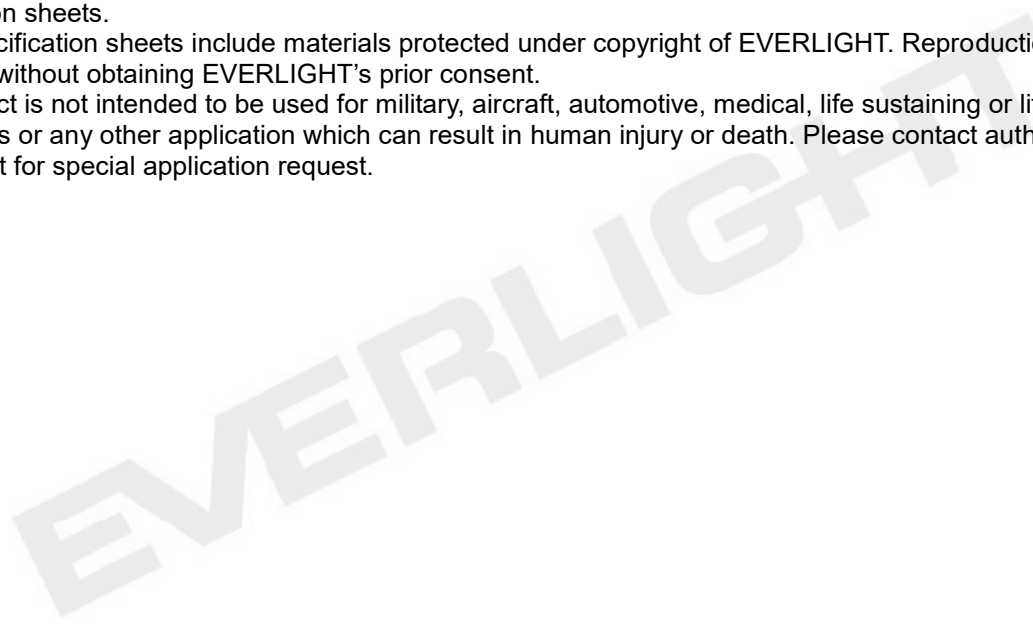 on sheets.
cification sheets include materials protected under copyright of EVERLIGHT. Reproducti
without obtaining EVERLIGHT’s prior consent.
ct is not intended to be used for military, aircraft, automotive, medical, life sustaining or li
s or any other application which can result in human injury or death. Please contact auth
t for special application request.
EVERLIGHT